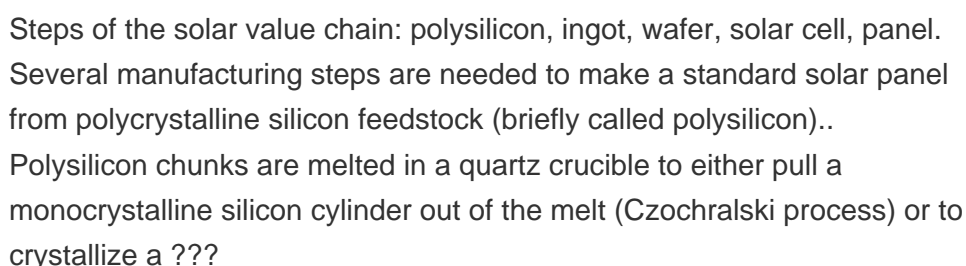 Steps of the solar value chain: polysilicon, ingot, wafer, solar cell, panel.
Several manufacturing steps are needed to make a standard solar panel
from polycrystalline silicon feedstock (briefly called polysilicon)..
Polysilicon chunks are melted in a quartz crucible to either pull a
monocrystalline silicon cylinder out of the melt (Czochralski process) or to
crystallize a ???